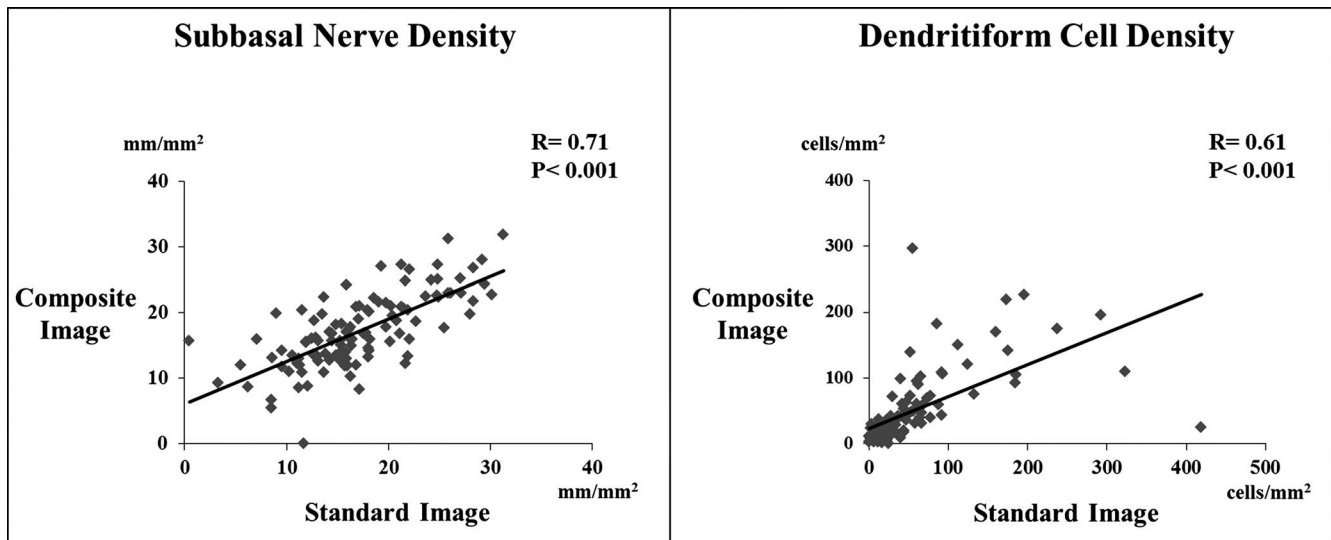 Subbasal Nerve Density
mm/mm²
R= 0.71
P< 0.001
40
30
20
10
0
Composite
Image
0 10 20 30 40
mm/mm²
Standard Image
Dendritiform Cell Density
cells/mm²
R= 0.61
P< 0.001
400
300
200
100
0
Composite
Image
0 100 200 300 400 500
cells/mm²
Standard Image